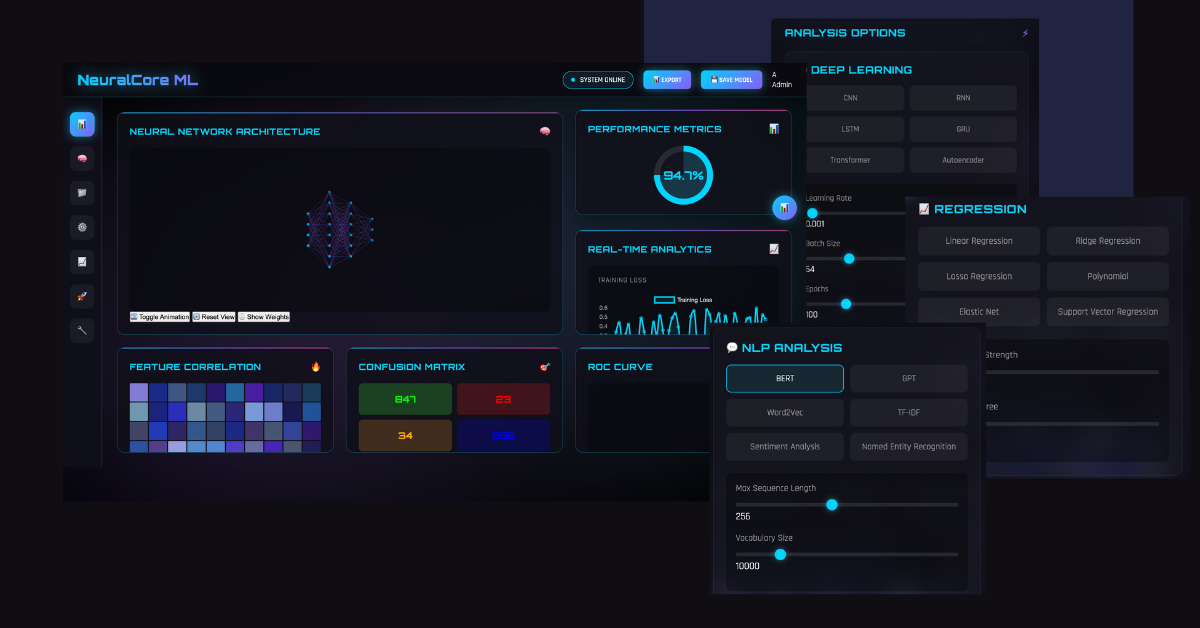 NeuralCore ML
SYSTEM ONLINE
EXPORT
SAVE MODEL
A
Admin
NEURAL NETWORK ARCHITECTURE
Toggle Animation
Reset View
Show Weights
PERFORMANCE METRICS
94.7%
REAL-TIME ANALYTICS
TRAINING LOSS
Training Loss
0.6
0.5
0.4
FEATURE CORRELATION
CONFUSION MATRIX
847
23
34
ROC CURVE
ANALYSIS OPTIONS
DEEP LEARNING
CNN
RNN
LSTM
GRU
Transformer
Autoencoder
Learning Rate
0.001
Batch Size
64
Epochs
100
REGRESSION
Linear Regression
Ridge Regression
Lasso Regression
Polynomial
Elastic Net
Support Vector Regression
Strength
ree
NLP ANALYSIS
BERT
GPT
Word2Vec
TF-IDF
Sentiment Analysis
Named Entity Recognition
Max Sequence Length
256
Vocabulary Size
10000